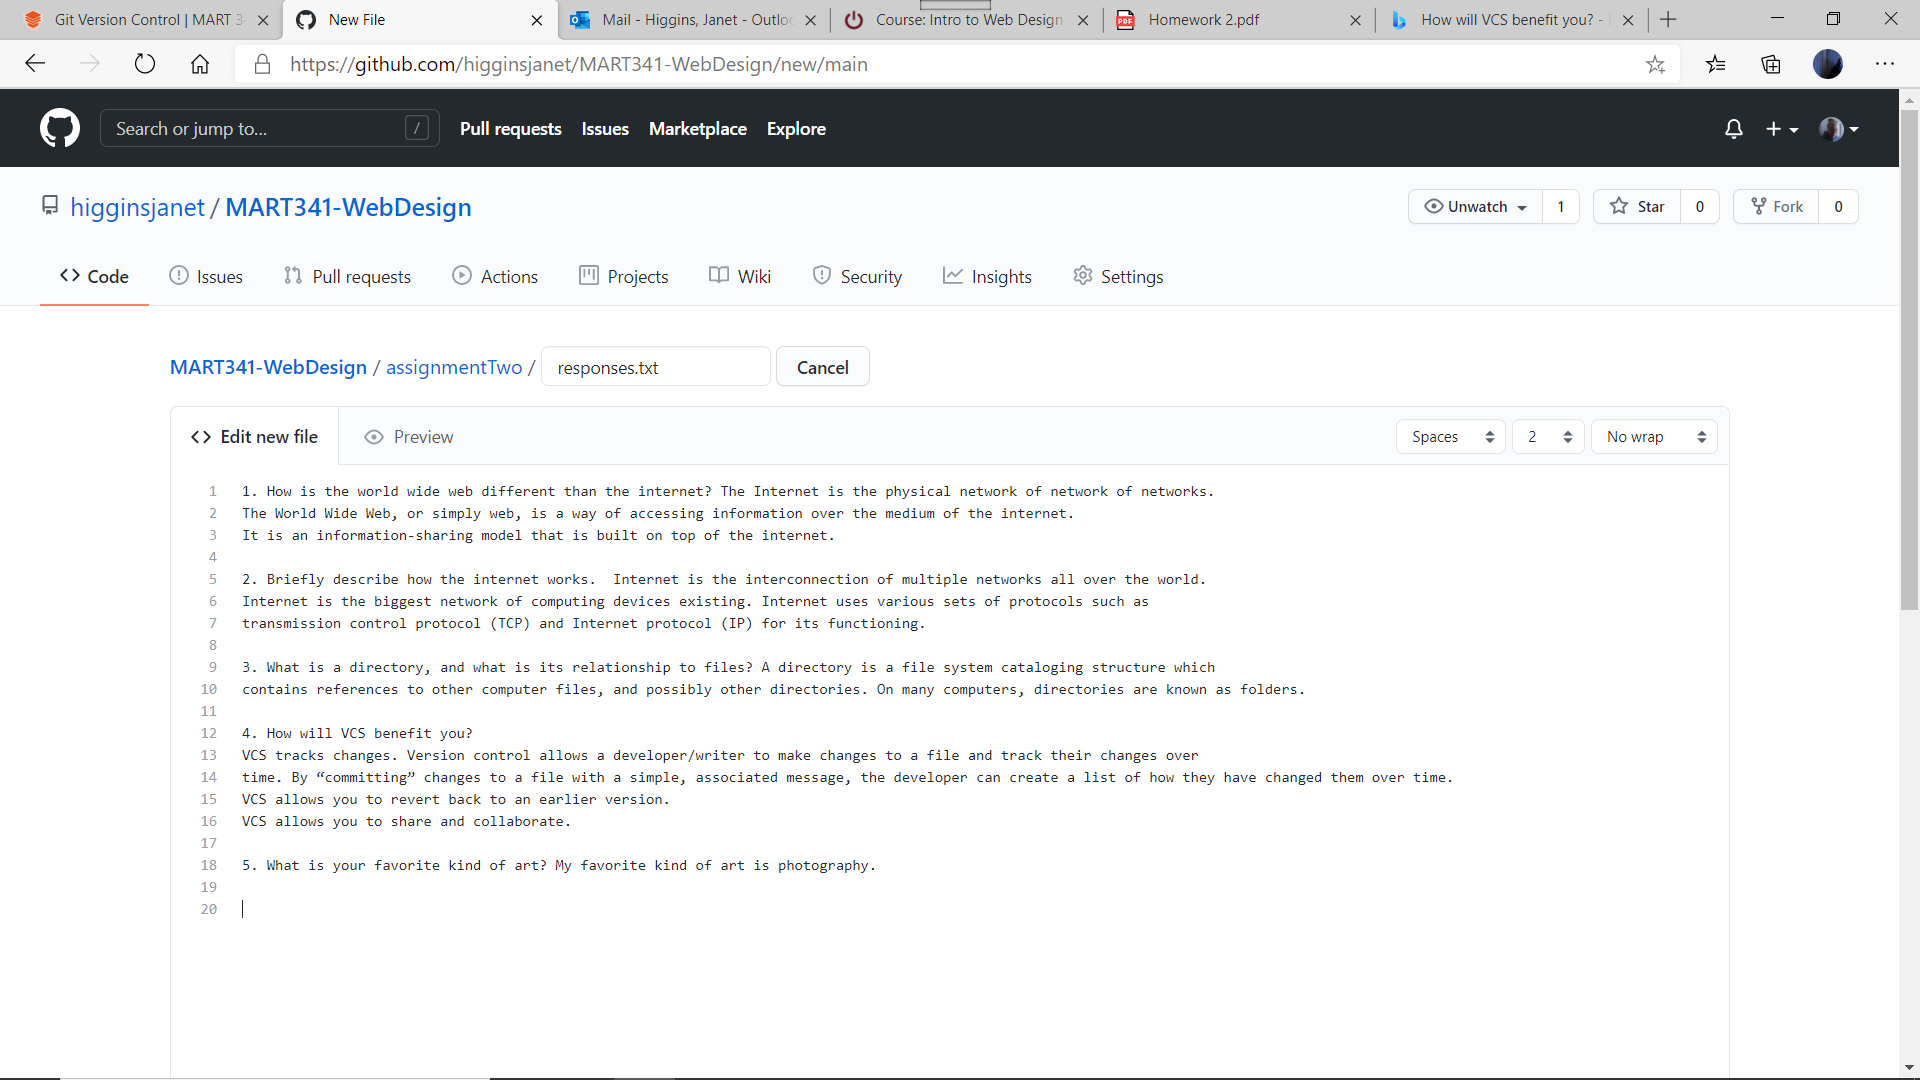 Git Version Control | MART 34
New File
Mail - Higgins, Janet - Outloo
Course: Intro to Web Design
PDF
Homework 2.pdf
How will VCS benefit you? -
https://github.com/higginsjanet/MART341-WebDesign/new/main
Search or jump to...
/
Pull requests
Issues
Marketplace
Explore
higginsjanet / MART341-WebDesign
Unwatch 1
Star 0
Fork 0
Code
Issues
Pull requests
Actions
Projects
Wiki
Security
Insights
Settings
MART341-WebDesign / assignmentTwo / responses.txt
Cancel
Edit new file
Preview
Spaces
2
No wrap
1 1. How is the world wide web different than the internet? The Internet is the physical network of network of networks.
2 The World Wide Web, or simply web, is a way of accessing information over the medium of the internet.
3 It is an information-sharing model that is built on top of the internet.
4
5 2. Briefly describe how the internet works.  Internet is the interconnection of multiple networks all over the world.
6 Internet is the biggest network of computing devices existing. Internet uses various sets of protocols such as
7 transmission control protocol (TCP) and Internet protocol (IP) for its functioning.
8
9 3. What is a directory, and what is its relationship to files? A directory is a file system cataloging structure which
10 contains references to other computer files, and possibly other directories. On many computers, directories are known as folders.
11
12 4. How will VCS benefit you?
13 VCS tracks changes. Version control allows a developer/writer to make changes to a file and track their changes over
14 time. By “committing” changes to a file with a simple, associated message, the developer can create a list of how they have changed them over time.
15 VCS allows you to revert back to an earlier version.
16 VCS allows you to share and collaborate.
17
18 5. What is your favorite kind of art? My favorite kind of art is photography.
19
20